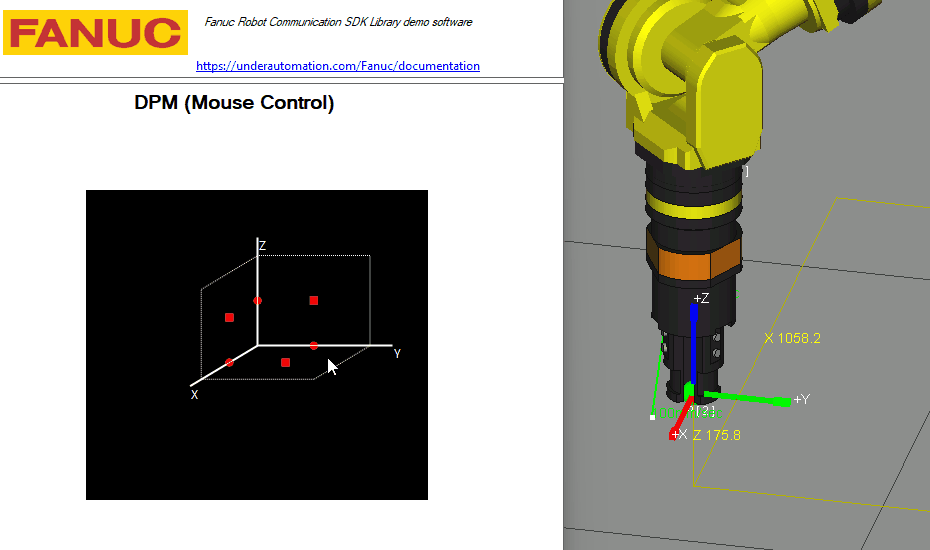 FANUC
Fanuc Robot Communication SDK Library demo software
https://underautomation.com/Fanuc/documentation
DPM (Mouse Control)
Z
Y
X
]
+Z
X 1058.2
+Y
[2]
+X
Z 175.8